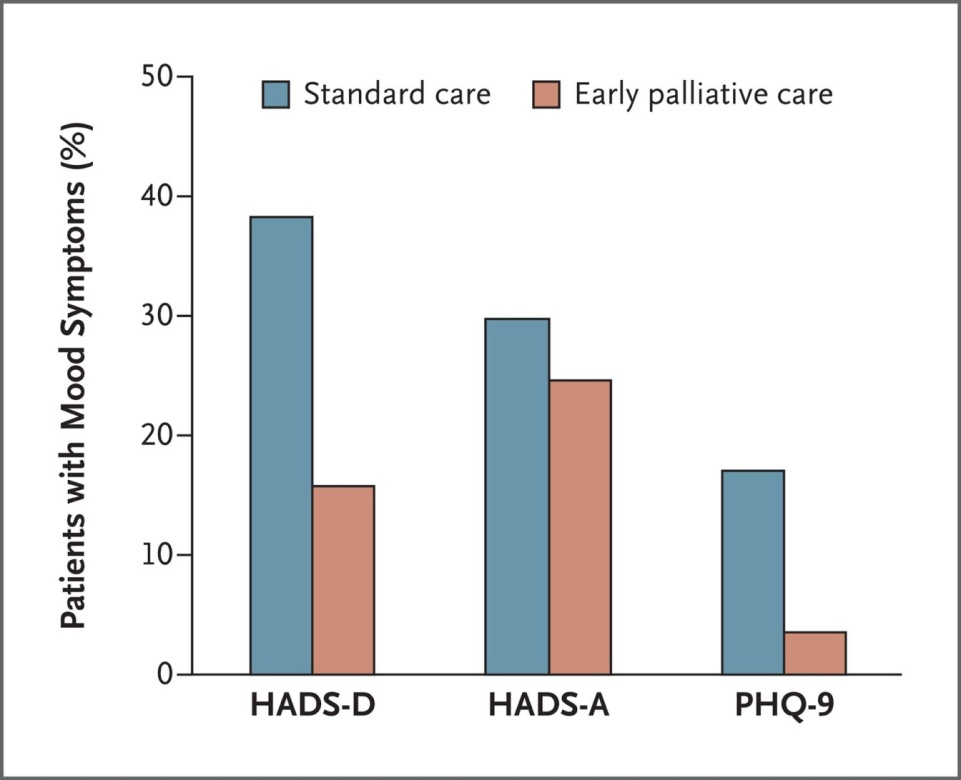 50
Standard care
Early palliative care
40
30
20
10
0
Patients with Mood Symptoms (%)
HADS-D
HADS-A
PHQ-9